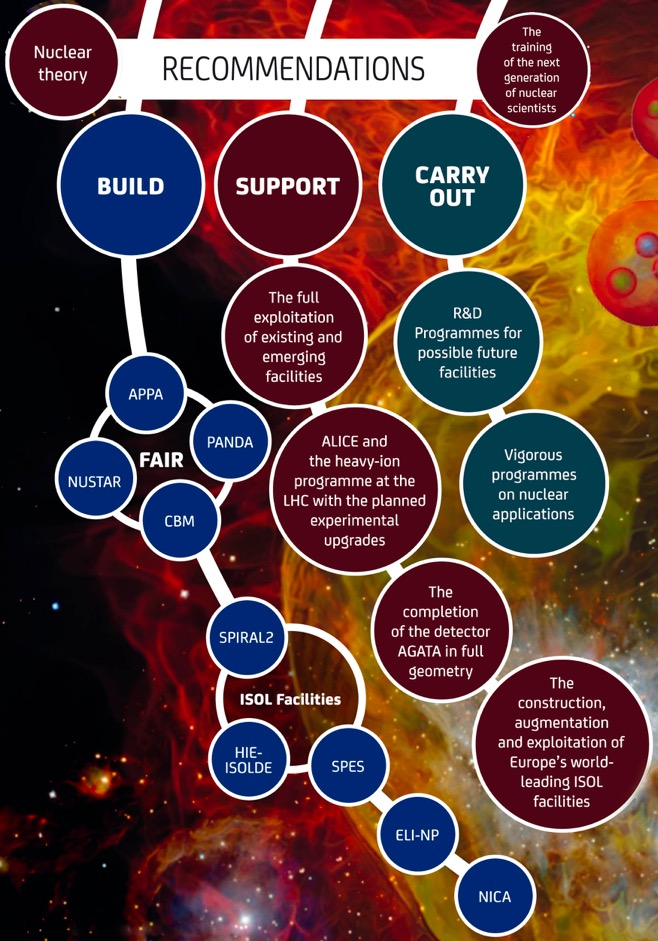 Nuclear
theory
RECOMMENDATIONS
The
training
of the next
generation
of nuclear
scientists
BUILD
SUPPORT
CARRY
OUT
The full
exploitation
of existing and
emerging
facilities
R&D
Programmes for
possible future
facilities
APPA
PANDA
FAIR
NUSTAR
CBM
ALICE and
the heavy-ion
programme at the
LHC with the planned
experimental
upgrades
Vigorous
programmes
on nuclear
applications
The
completion
of the detector
AGATA in full
geometry
SPIRAL2
ISOL Facilities
HIE-
ISOLDE
SPES
The
construction,
augmentation
and exploitation of
Europe's world-
leading ISOL
facilities
ELI-NP
NICA